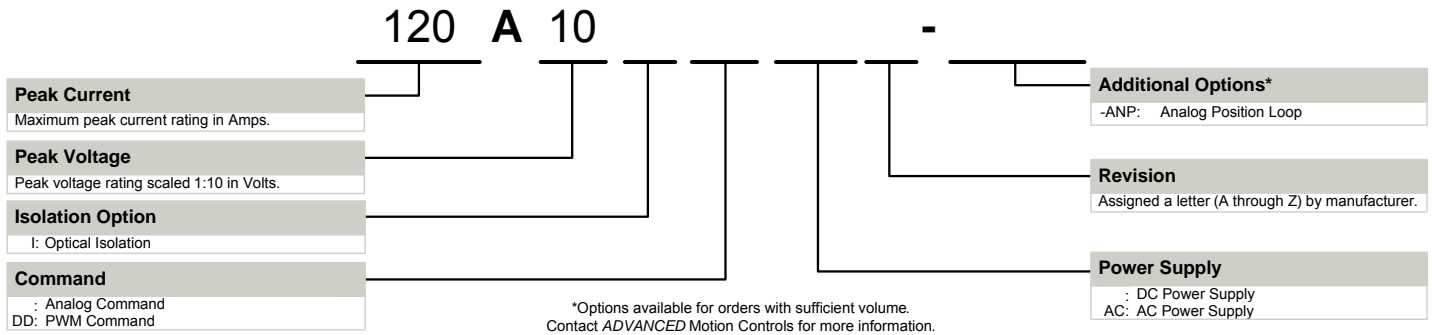 120 A 10 -
Peak Current
Maximum peak current rating in Amps.
Peak Voltage
Peak voltage rating scaled 1:10 in Volts.
Isolation Option
I: Optical Isolation
Command
: Analog Command
DD: PWM Command
*Options available for orders with sufficient volume.
Contact ADVANCED Motion Controls for more information.
Additional Options*
-ANP: Analog Position Loop
Revision
Assigned a letter (A through Z) by manufacturer.
Power Supply
: DC Power Supply
AC: AC Power Supply